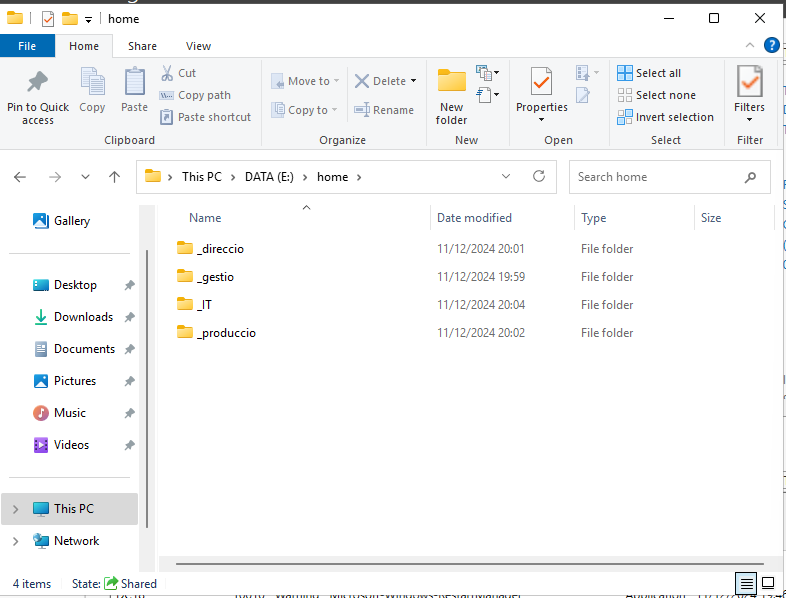 home
File Home Share View
Pin to Quick access
Copy
Paste
Cut
Copy path
Paste shortcut
Clipboard
Move to
Copy to
Delete
Rename
Organize
New folder
New
Properties
Open
Select all
Select none
Invert selection
Select
Filters
Filter
This PC > DATA (E:) > home >
Search home
Name Date modified Type Size
Gallery
Desktop
Downloads
Documents
Pictures
Music
Videos
This PC
Network
_direccio 11/12/2024 20:01 File folder
_gestio 11/12/2024 19:59 File folder
_IT 11/12/2024 20:04 File folder
_produccio 11/12/2024 20:02 File folder
4 items State: Shared